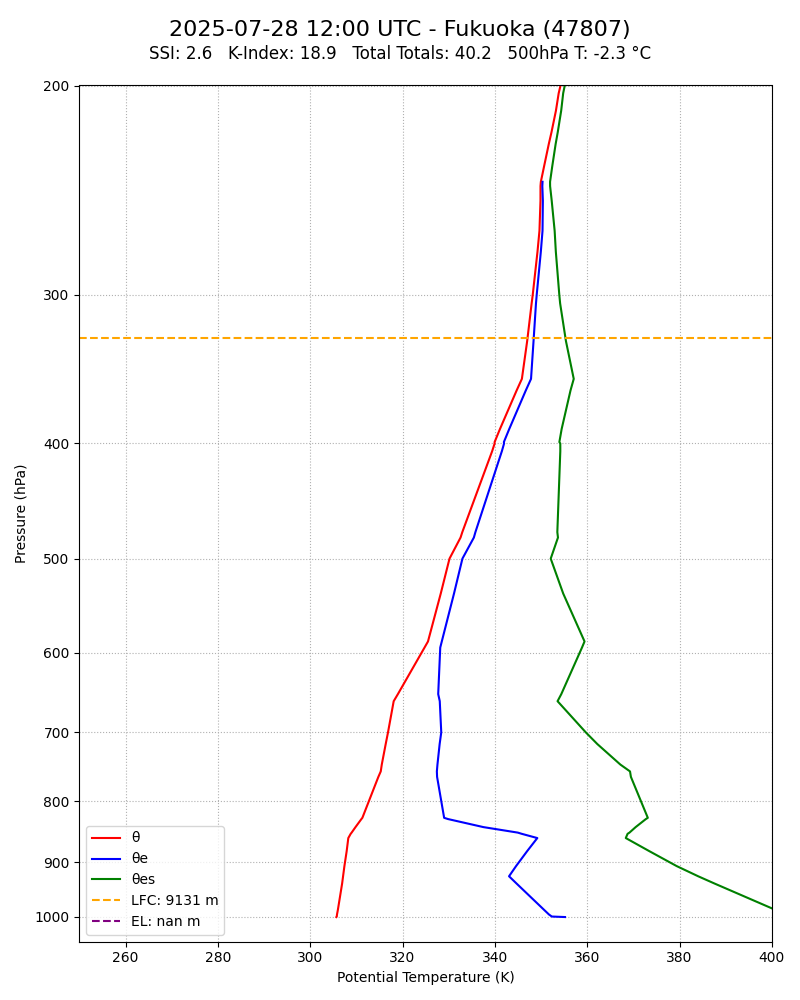 2025-07-28 12:00 UTC - Fukuoka (47807)
SSI: 2.6   K-Index: 18.9   Total Totals: 40.2   500hPa T: -2.3 °C
200
300
400
500
600
700
800
900
1000
Pressure (hPa)
θ
θe
θes
LFC: 9131 m
EL: nan m
260 280 300 320 340 360 380 400
Potential Temperature (K)